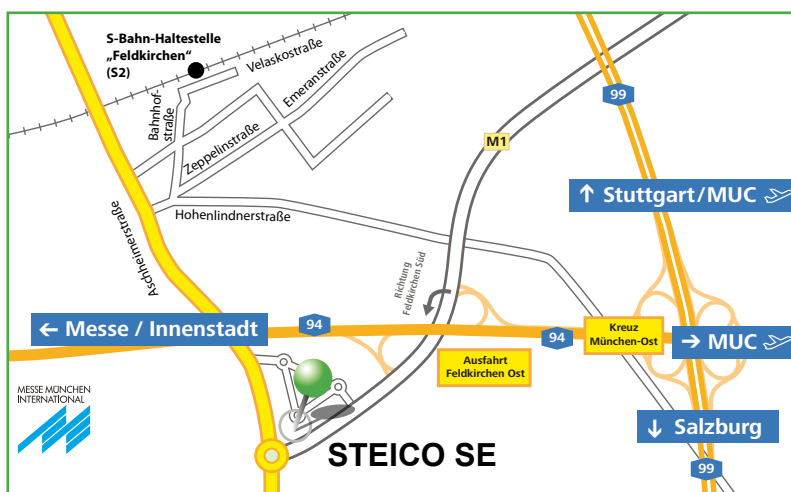 S-Bahn-Haltestelle
„Feldkirchen“
(S2)
Velaskostraße
Bahnhof-
straße
Emeranstraße
Zeppelinstraße
Hohenlindnerstraße
Aschheimerstraße
M1
99
↑ Stuttgart/MUC
Richtung
Feldkirchen Süd
← Messe / Innenstadt
94
94
Kreuz
München-Ost
→ MUC
Ausfahrt
Feldkirchen Ost
MESSE MÜNCHEN
INTERNATIONAL
↓ Salzburg
STEICO SE
99